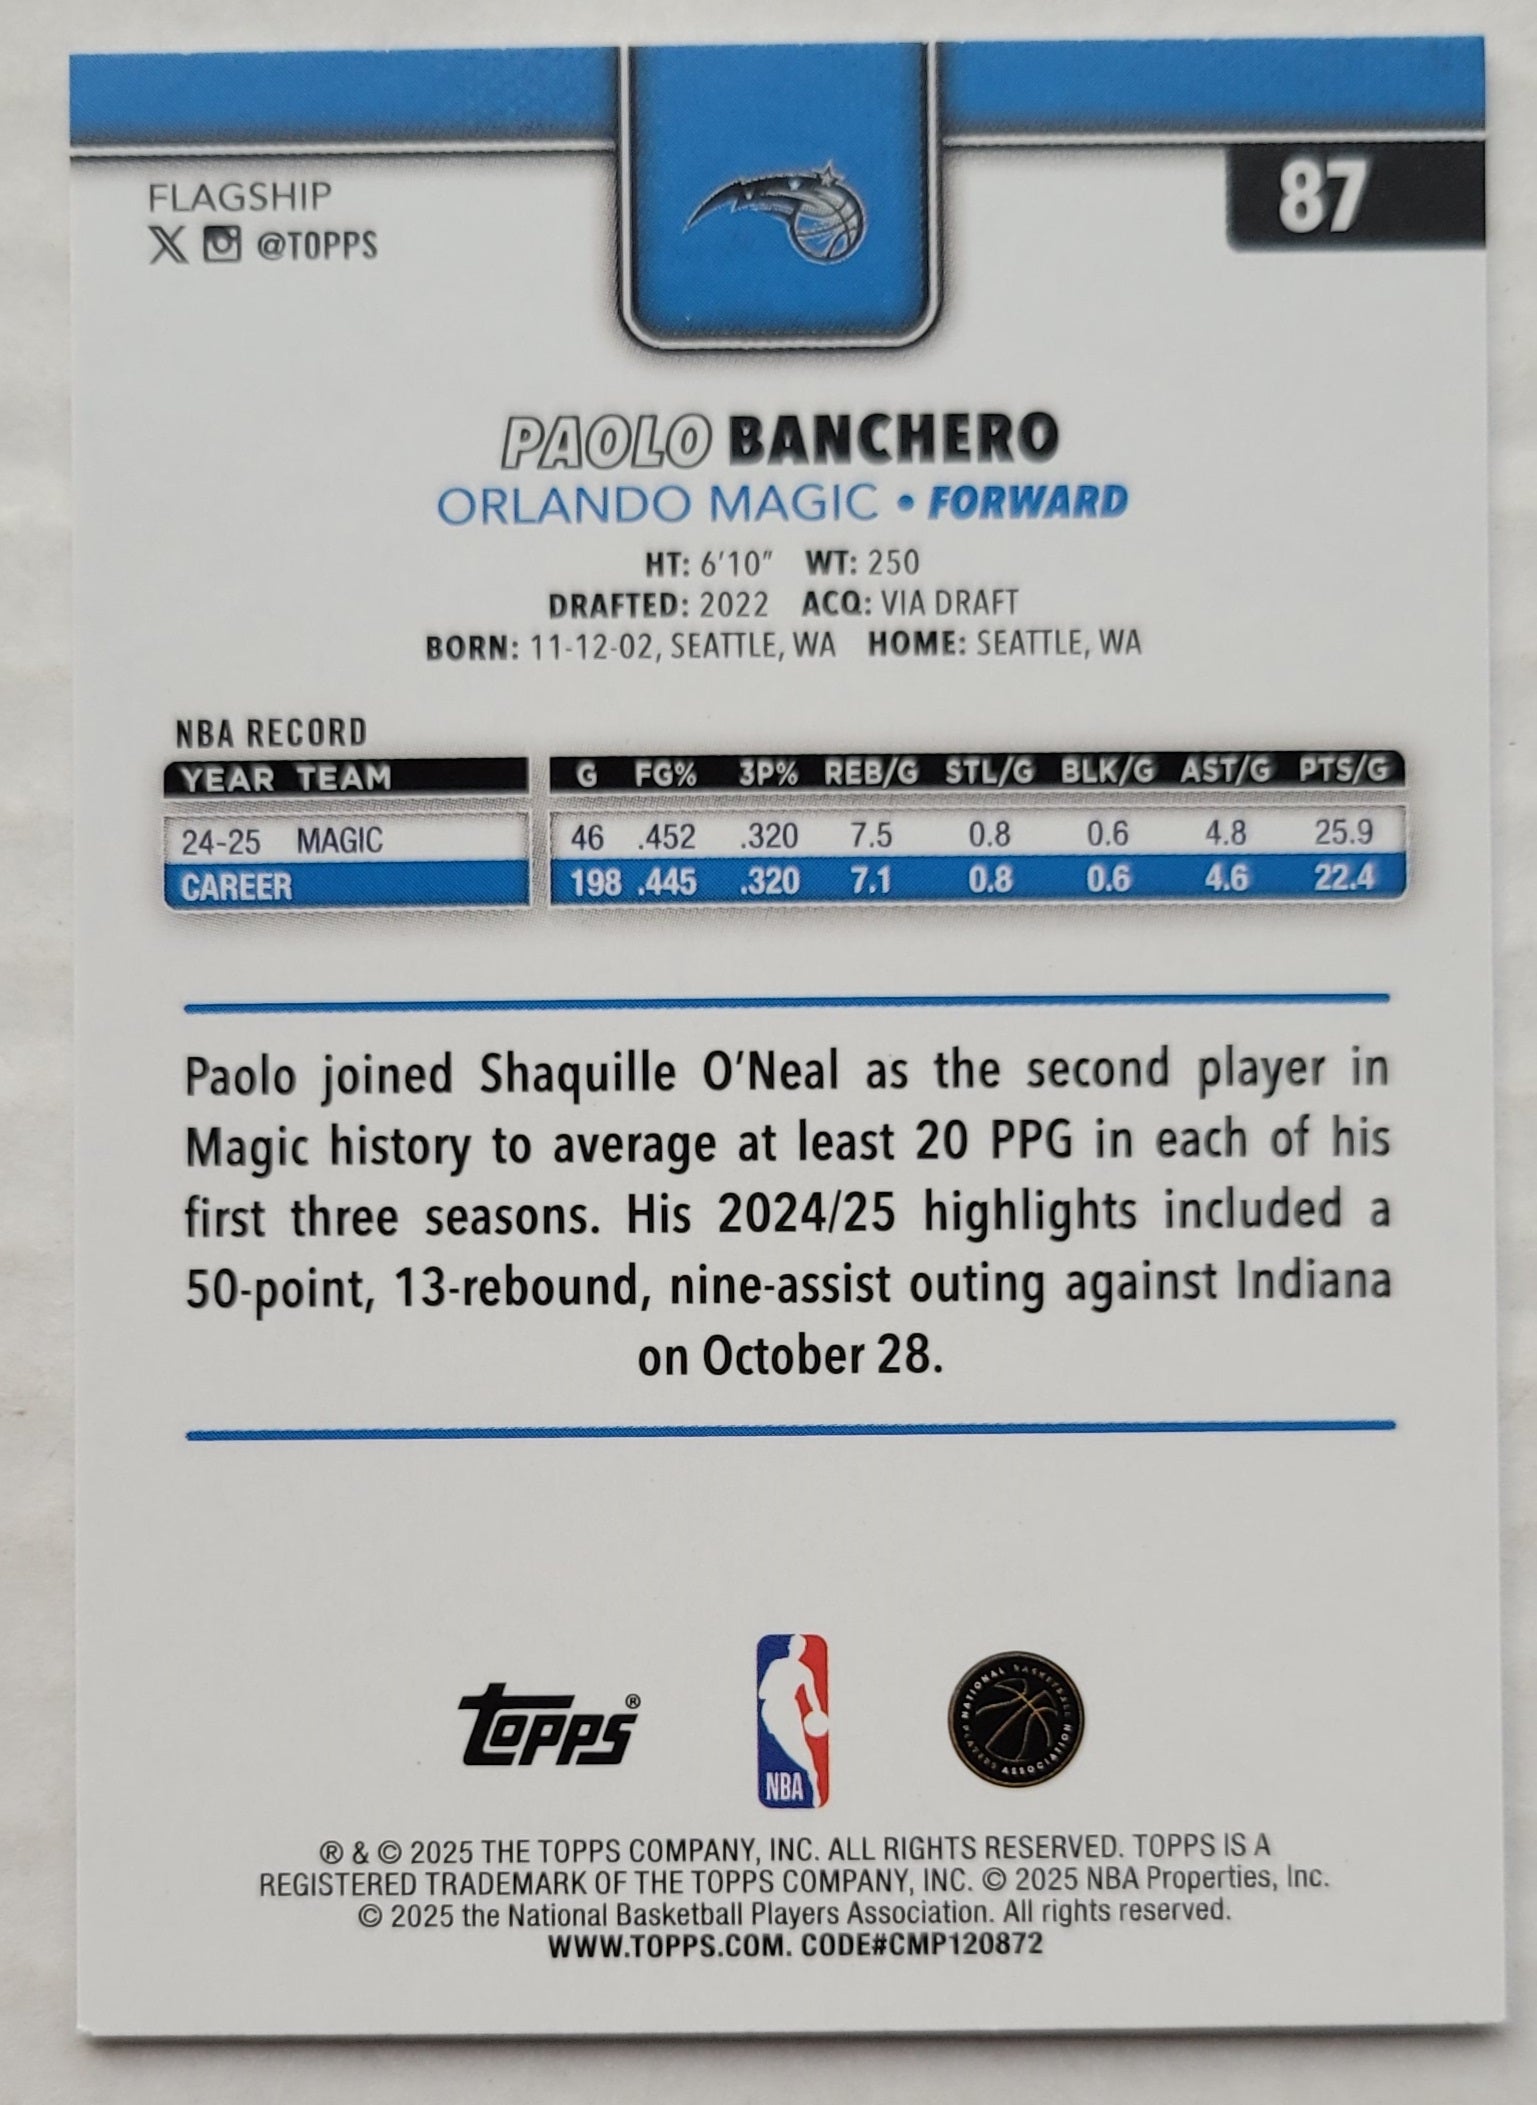 FLAGSHIP
87
X @TOPPS
PAOLO BANCHERO
ORLANDO MAGIC • FORWARD
HT: 6'10" WT: 250
DRAFTED: 2022 ACQ: VIA DRAFT
BORN: 11-12-02, SEATTLE, WA HOME: SEATTLE, WA
NBA RECORD
YEAR TEAM G FG% 3P% REB/G STL/G BLK/G AST/G PTS/G
24-25 MAGIC 46 .452 .320 7.5 0.8 0.6 4.8 25.9
CAREER 198 .445 .320 7.1 0.8 0.6 4.6 22.4
Paolo joined Shaquille O'Neal as the second player in
Magic history to average at least 20 PPG in each of his
first three seasons. His 2024/25 highlights included a
50-point, 13-rebound, nine-assist outing against Indiana
on October 28.
Topps®
NBA
NATIONAL BASKETBALL PLAYERS ASSOCIATION
® & © 2025 THE TOPPS COMPANY, INC. ALL RIGHTS RESERVED. TOPPS IS A
REGISTERED TRADEMARK OF THE TOPPS COMPANY, INC. © 2025 NBA Properties, Inc.
© 2025 the National Basketball Players Association. All rights reserved.
WWW.TOPPS.COM. CODE#CMP120872